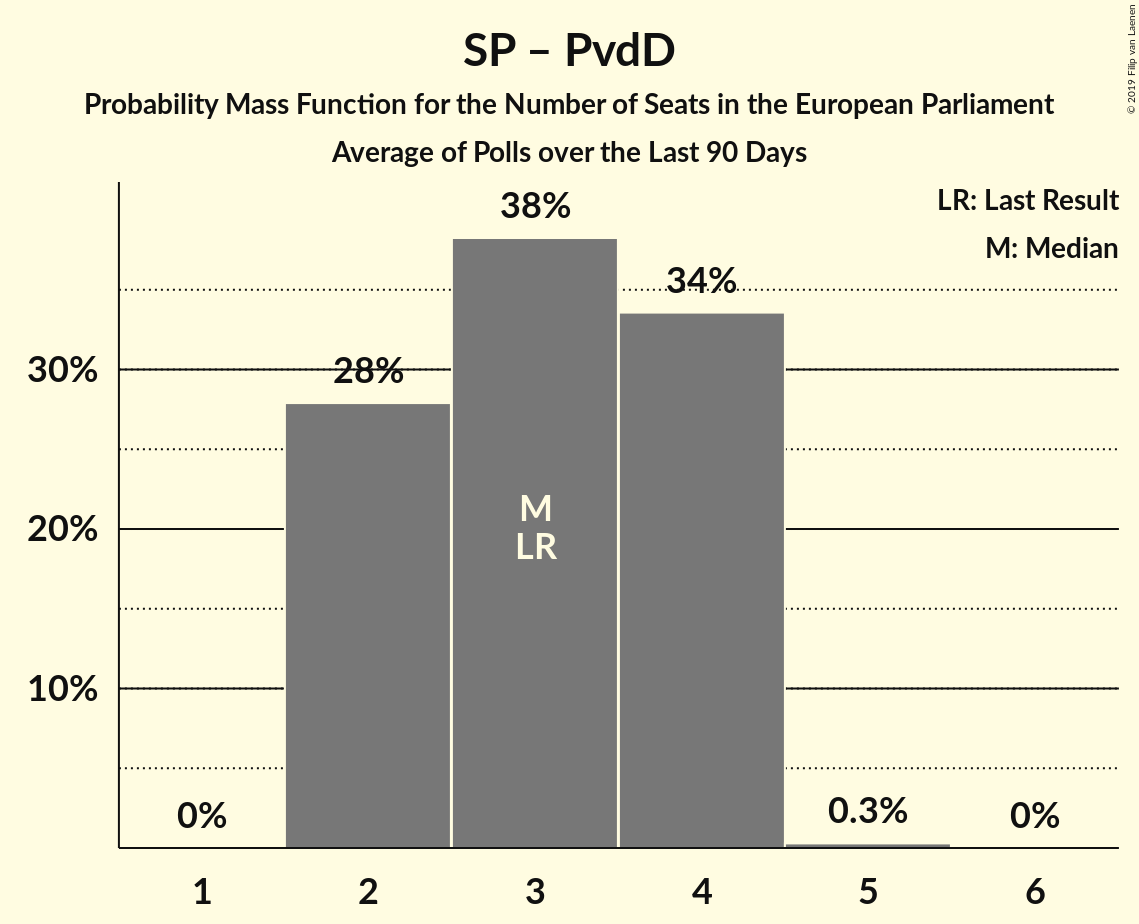 SP – PvdD
Probability Mass Function for the Number of Seats in the European Parliament
Average of Polls over the Last 90 Days
© 2019 Filip van Laenen
LR: Last Result
M: Median
38%
34%
28%
30%
20%
10%
M
LR
0%
0.3%
0%
1 2 3 4 5 6